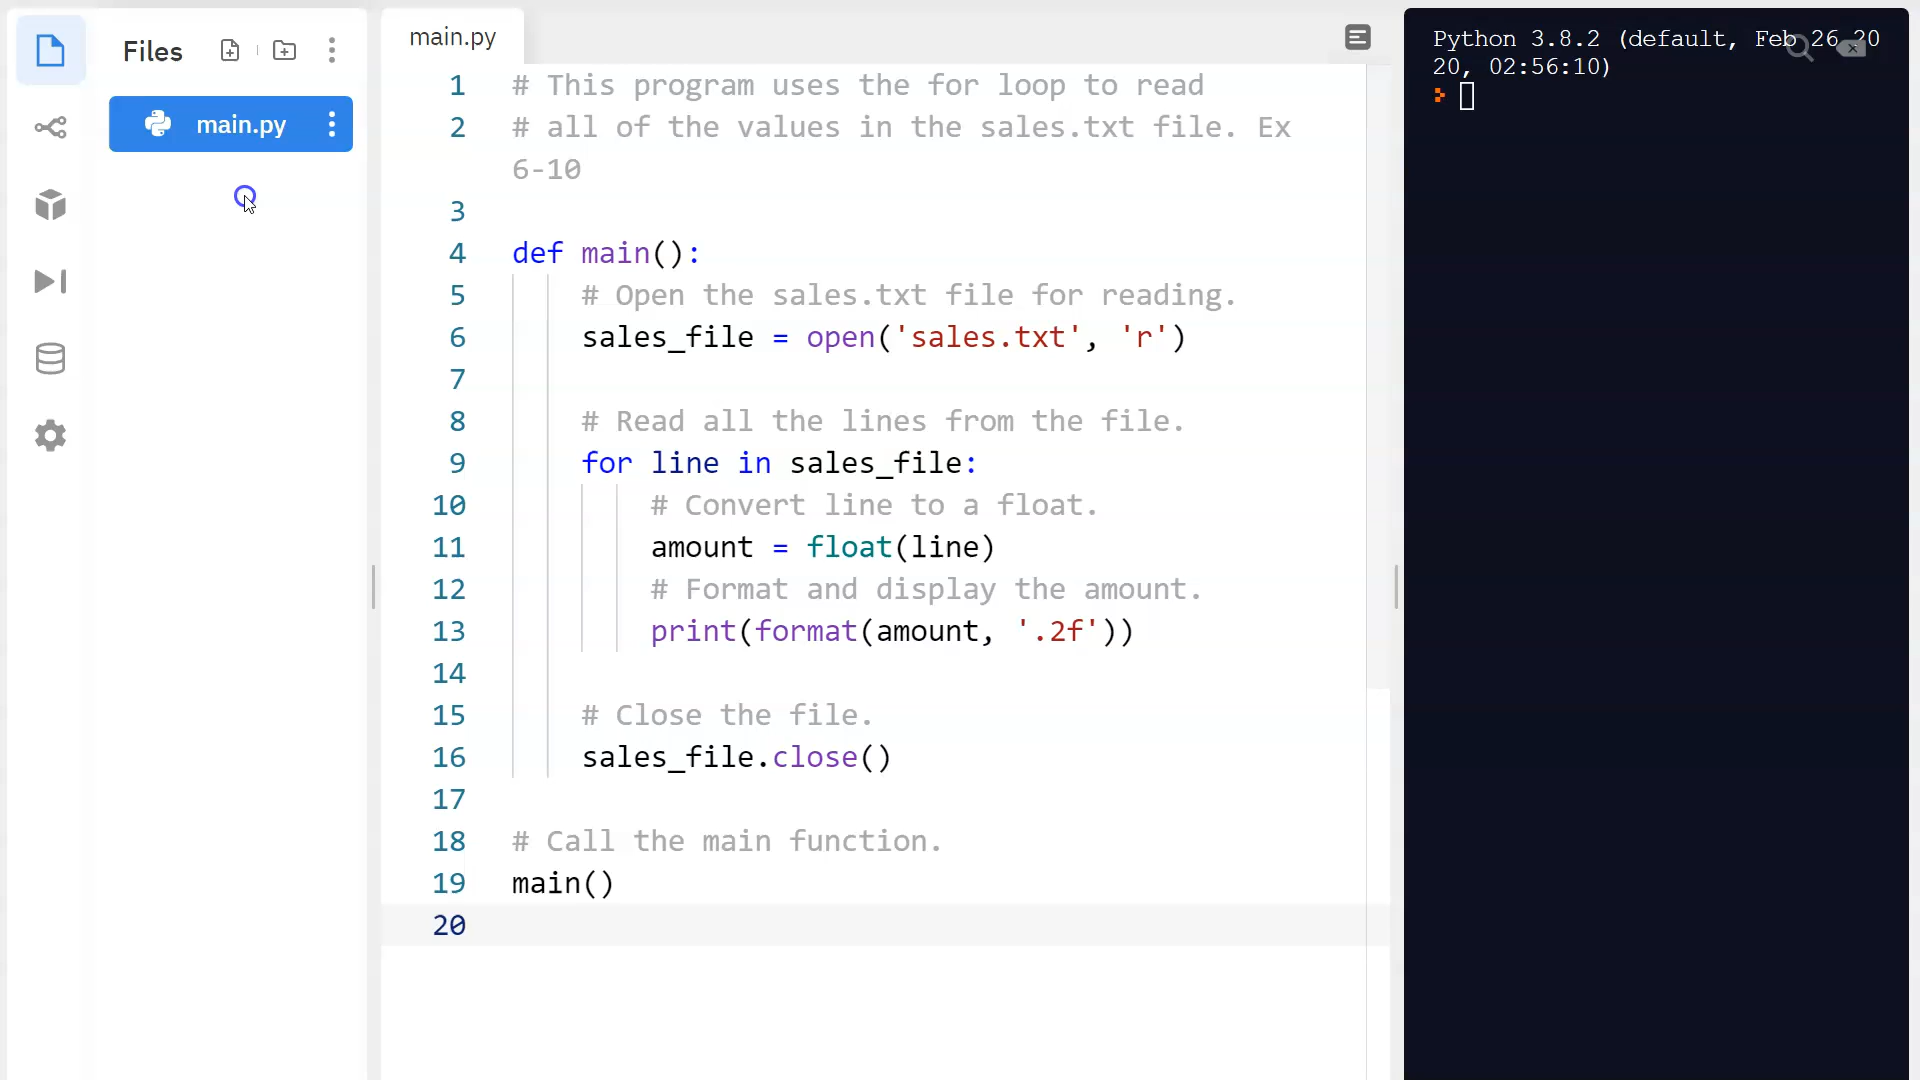 Files
main.py
main.py
1 # This program uses the for loop to read
2 # all of the values in the sales.txt file. Ex
6-10
3
4 def main():
5     # Open the sales.txt file for reading.
6     sales_file = open('sales.txt', 'r')
7
8     # Read all the lines from the file.
9     for line in sales_file:
10         # Convert line to a float.
11         amount = float(line)
12         # Format and display the amount.
13         print(format(amount, '.2f'))
14
15     # Close the file.
16     sales_file.close()
17
18 # Call the main function.
19 main()
20
Python 3.8.2 (default, Feb 26 20
20, 02:56:10)